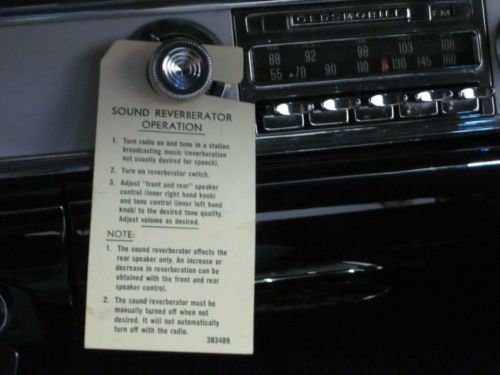 OLDSMOBILE FM
88 92 98 103 108
55 70 90 110 130 145 160
SOUND REVERBERATOR
OPERATION
1. Turn radio on and tune in a station
broadcasting music (reverberation
not usually desired for speech).
2. Turn on reverberator switch.
3. Adjust "front and rear" speaker
control (inner right hand knob)
and tone control (inner left hand
knob) to the desired tone quality.
Adjust volume as desired.
NOTE:
1. The sound reverberator affects the
rear speaker only. An increase or
decrease in reverberation can be
obtained with the front and rear
speaker control.
2. The sound reverberator must be
manually turned off when not
desired. It will not automatically
turn off with the radio.
383489